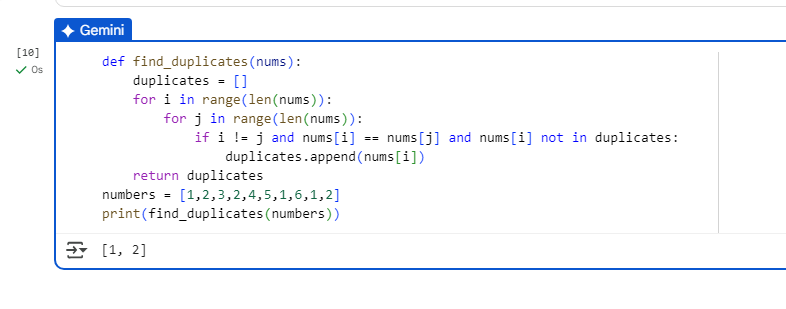 Gemini
[10]
0s
def find_duplicates(nums):
    duplicates = []
    for i in range(len(nums)):
        for j in range(len(nums)):
            if i != j and nums[i] == nums[j] and nums[i] not in duplicates:
                duplicates.append(nums[i])
    return duplicates
numbers = [1,2,3,2,4,5,1,6,1,2]
print(find_duplicates(numbers))
[1, 2]